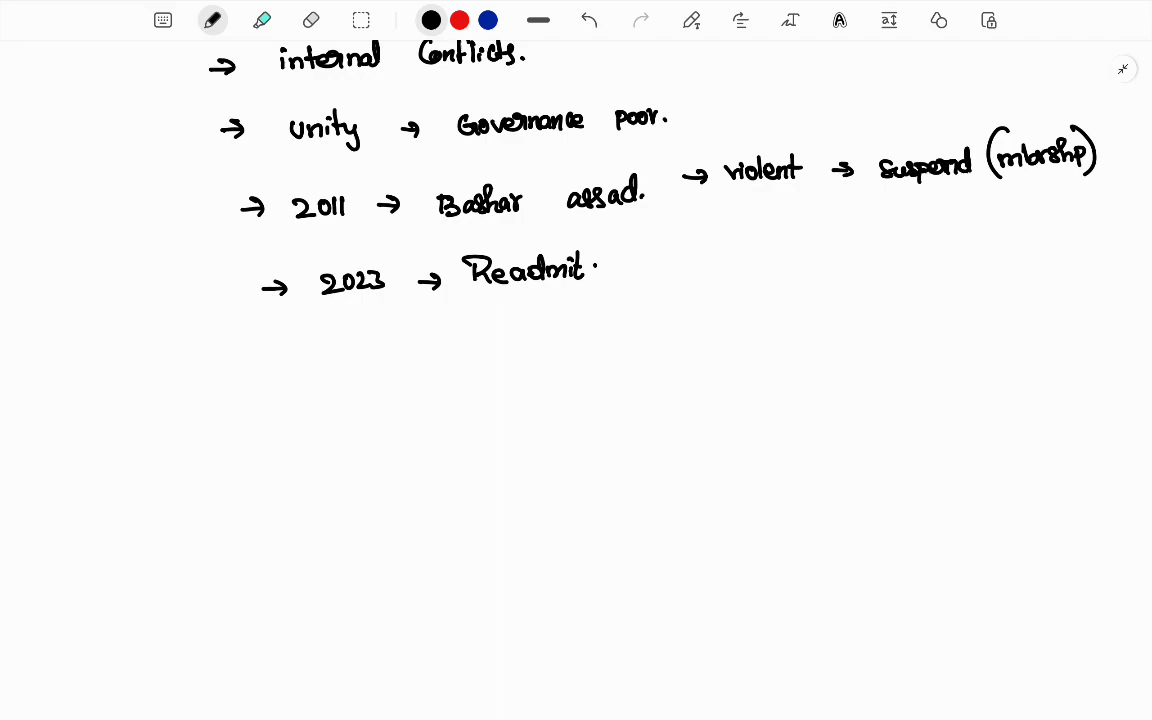 → internal Conflicts.
→ unity → Governance poor.
→ 2011 → Bashar assad. → violent → suspend (mbrshp)
→ 2023 → Readmit.